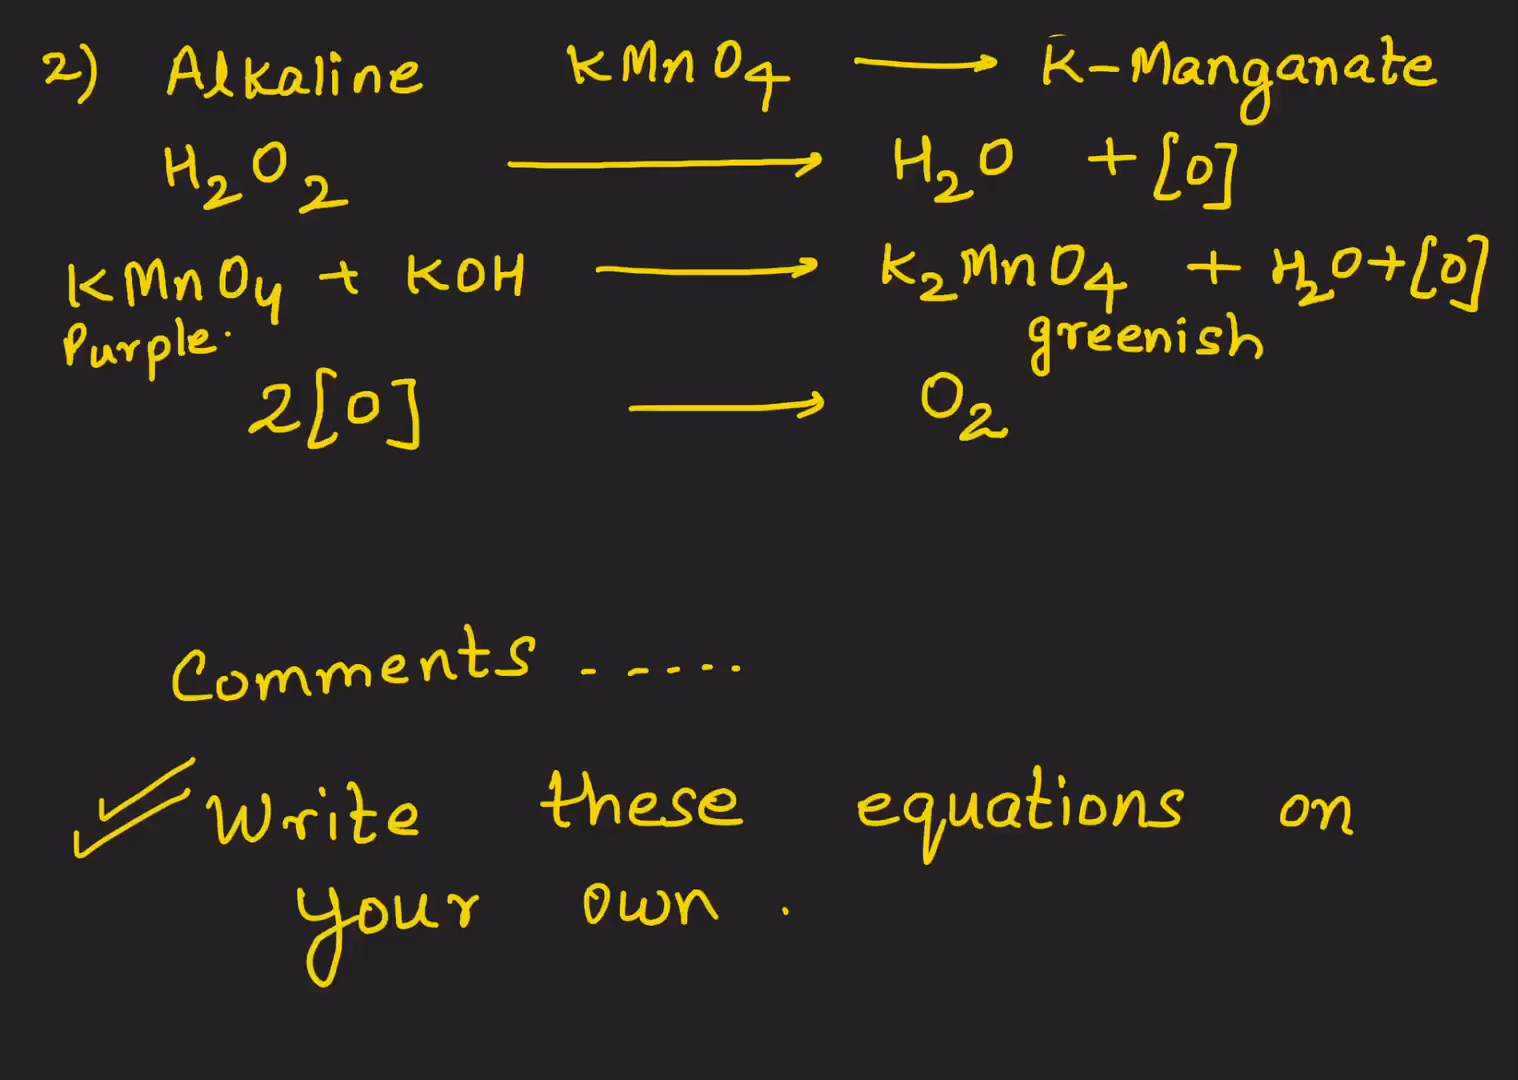 2) Alkaline KMnO4 ⟶ K-Manganate
H2O2 ⟶ H2O + [O]
KMnO4 + KOH ⟶ K2MnO4 + H2O+[O]
Purple. greenish
2[O] ⟶ O2
Comments .....
Write these equations on
your own.